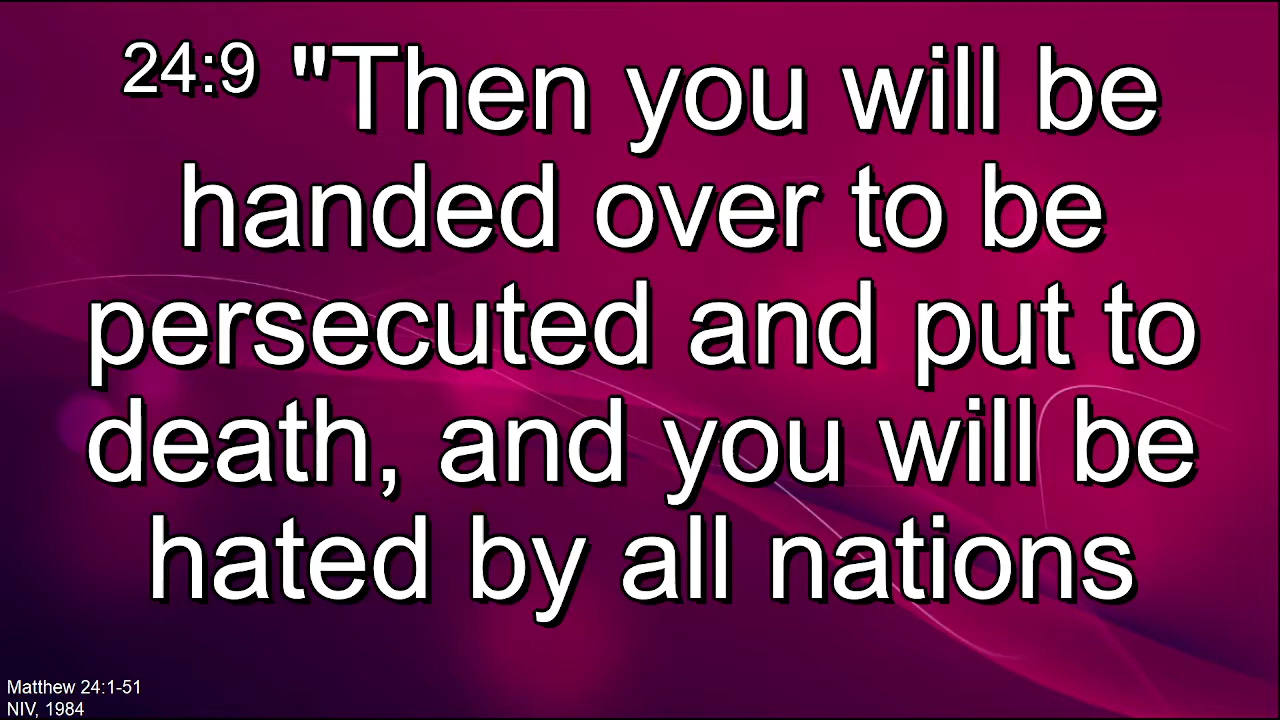 24:9 "Then you will be
handed over to be
persecuted and put to
death, and you will be
hated by all nations
Matthew 24:1-51
NIV, 1984